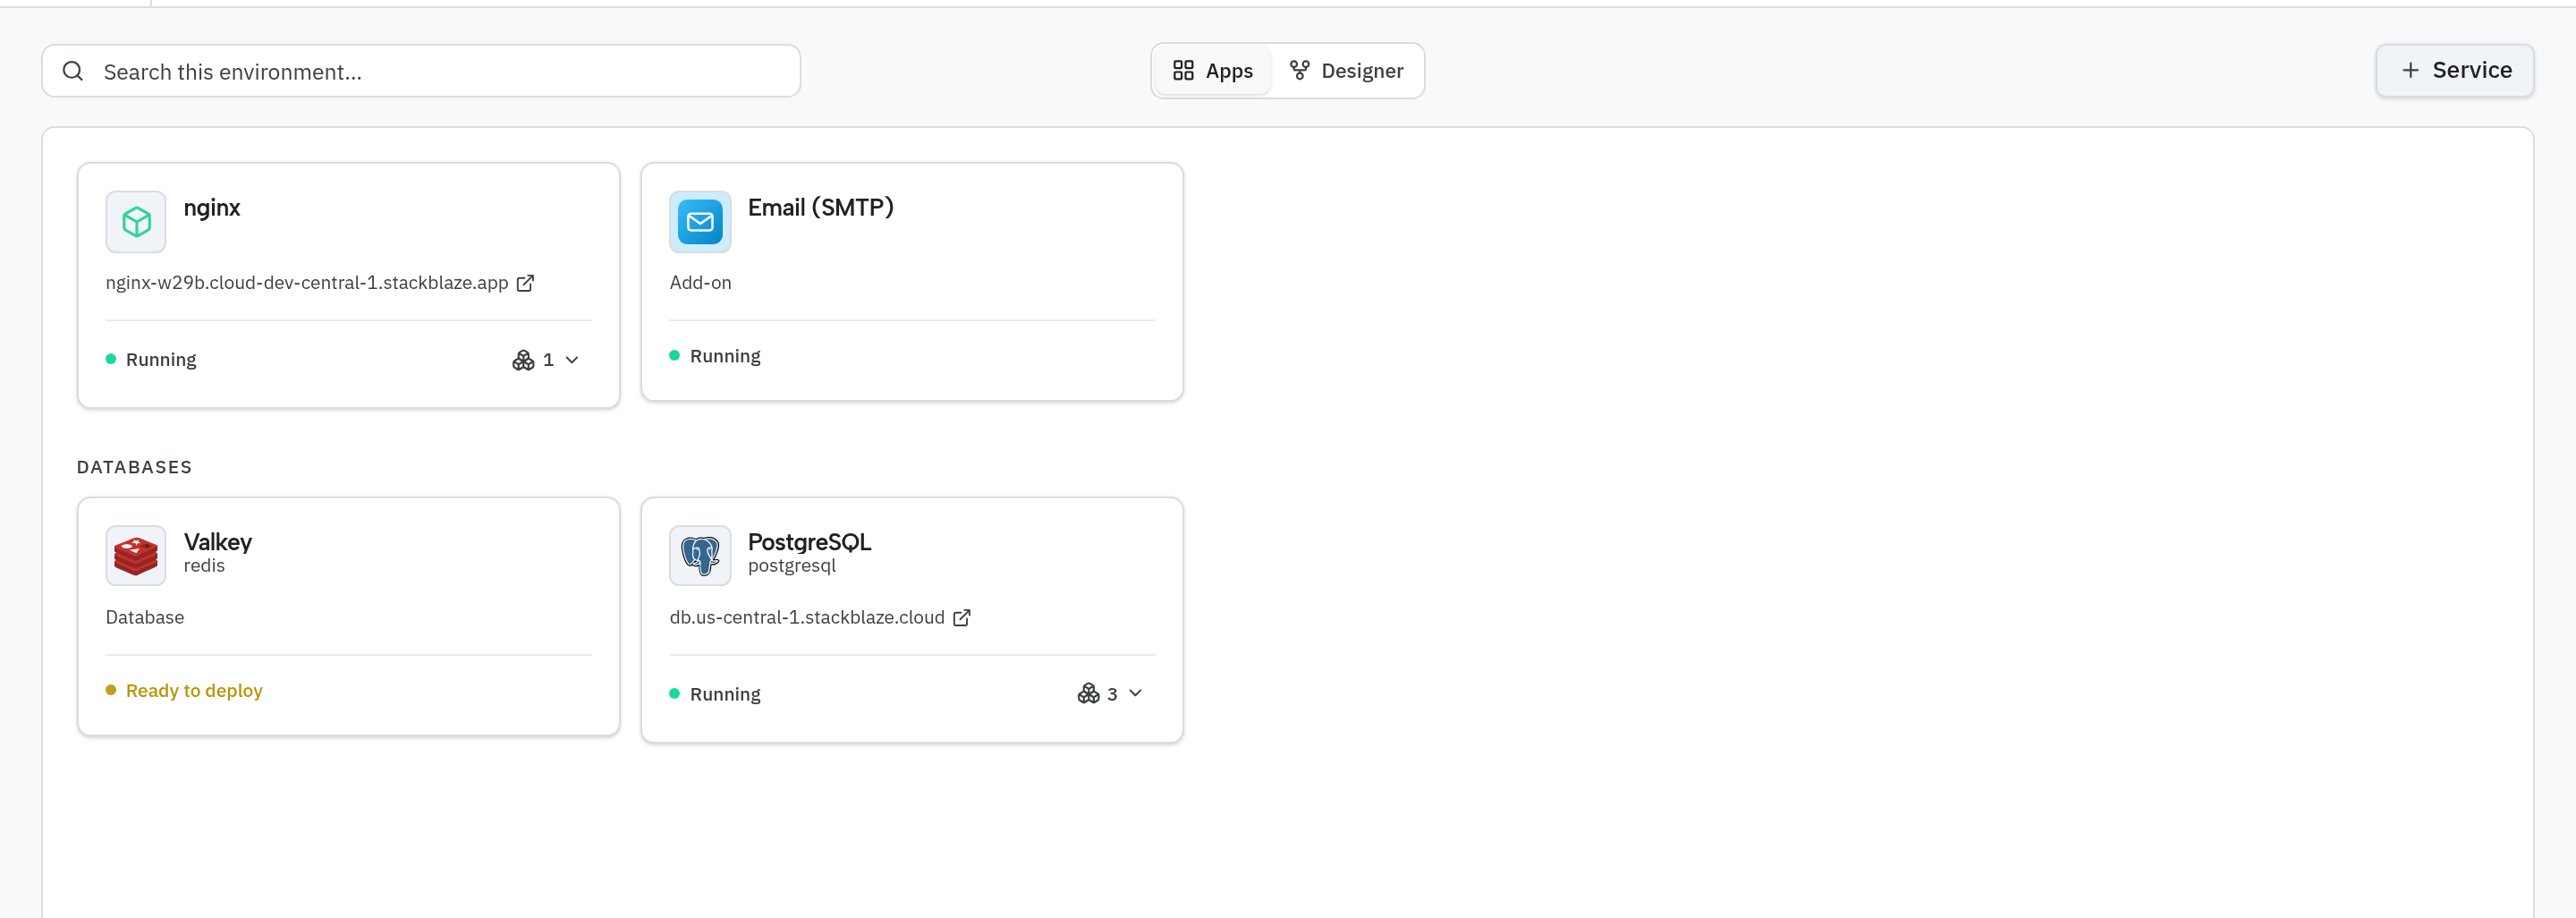 Search this environment...
Apps
Designer
+ Service
nginx
nginx-w29b.cloud-dev-central-1.stackblaze.app
Running
1
Email (SMTP)
Add-on
Running
DATABASES
Valkey
redis
Database
Ready to deploy
PostgreSQL
postgresql
db.us-central-1.stackblaze.cloud
Running
3